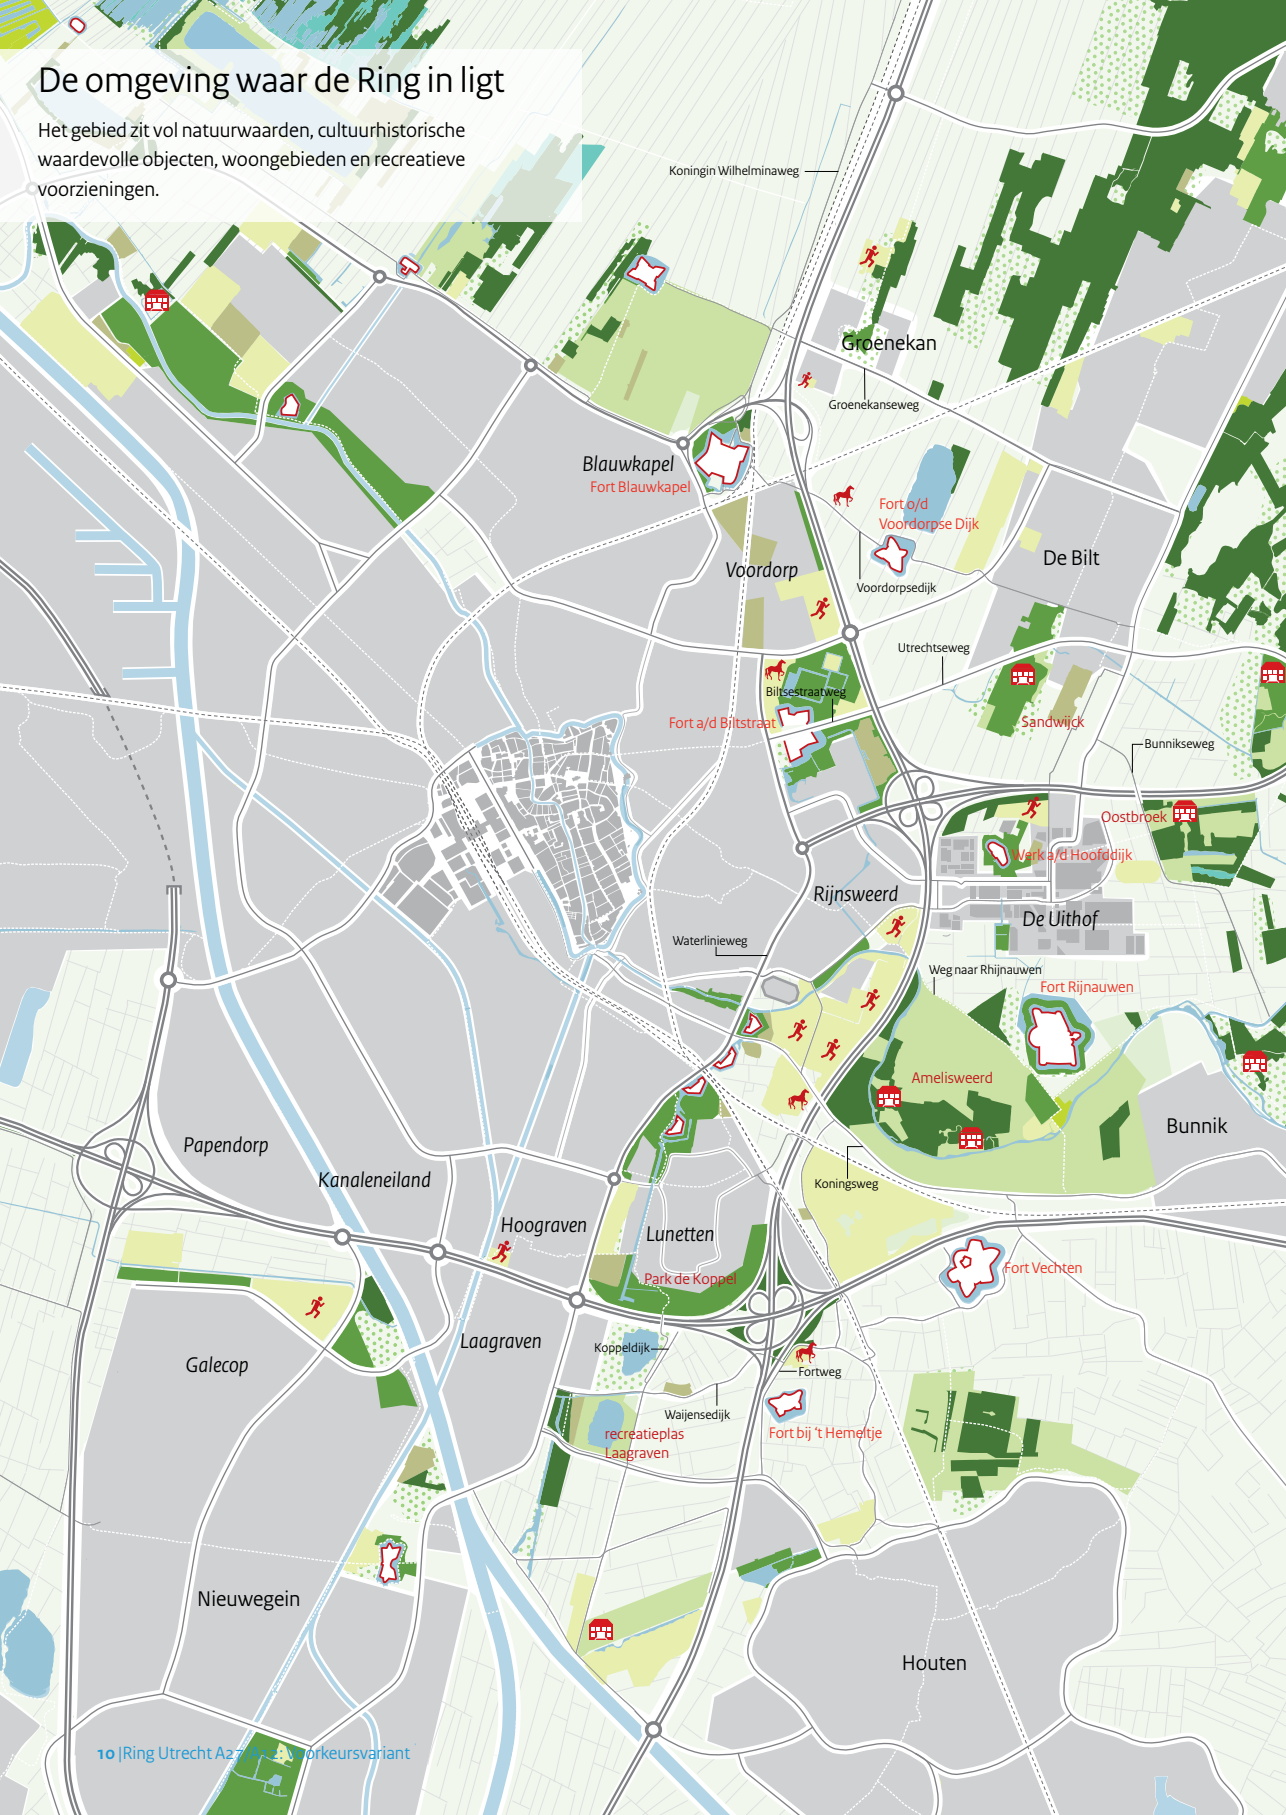 De omgeving waar de Ring in ligt
Het gebied zit vol natuurwaarden, cultuurhistorische
waardevolle objecten, woongebieden en recreatieve
voorzieningen.
Koningin Wilhelminaweg
Groenekan
Groenekanseweg
Blauwkapel
Fort Blauwkapel
Fort o/d
Voordorpse Dijk
De Bilt
Voordorp
Voordorpsedijk
Utrechtseweg
Biltsestraatweg
Fort a/d Biltstraat
Sandwijck
Bunnikseweg
Oostbroek
Werk a/d Hoofddijk
Rijnsweerd
De Uithof
Waterlinieweg
Weg naar Rhijnauwen
Fort Rijnauwen
Amelisweerd
Bunnik
Papendorp
Kanaleneiland
Koningsweg
Hoograven
Lunetten
Park de Koppel
Fort Vechten
Laagraven
Koppeldijk
Galecop
Fortweg
Waijensedijk
recreatieplas
Laagraven
Fort bij ‘t Hemeltje
Nieuwegein
Houten
10 |Ring Utrecht A27/A12: Voorkeursvariant